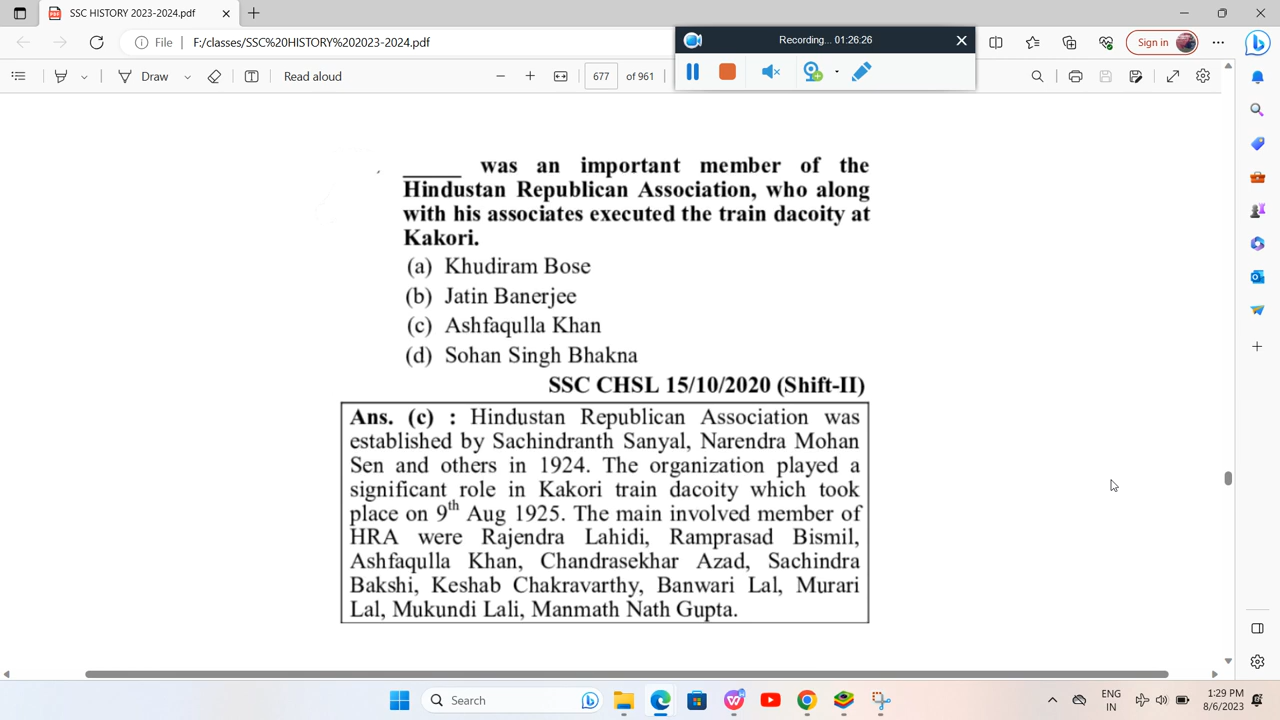 SSC HISTORY 2023-2024.pdf
Recording... 01:26:26
File F:/classes/SSC%20HISTORY%202023-2024.pdf
Sign in
Draw
Read aloud
677 of 961
_____ was an important member of the
Hindustan Republican Association, who along
with his associates executed the train dacoity at
Kakori.
(a) Khudiram Bose
(b) Jatin Banerjee
(c) Ashfaqulla Khan
(d) Sohan Singh Bhakna
SSC CHSL 15/10/2020 (Shift-II)
Ans. (c) : Hindustan Republican Association was
established by Sachindranth Sanyal, Narendra Mohan
Sen and others in 1924. The organization played a
significant role in Kakori train dacoity which took
place on 9th Aug 1925. The main involved member of
HRA were Rajendra Lahidi, Ramprasad Bismil,
Ashfaqulla Khan, Chandrasekhar Azad, Sachindra
Bakshi, Keshab Chakravarthy, Banwari Lal, Murari
Lal, Mukundi Lali, Manmath Nath Gupta.
Search
ENG
IN
1:29 PM
8/6/2023